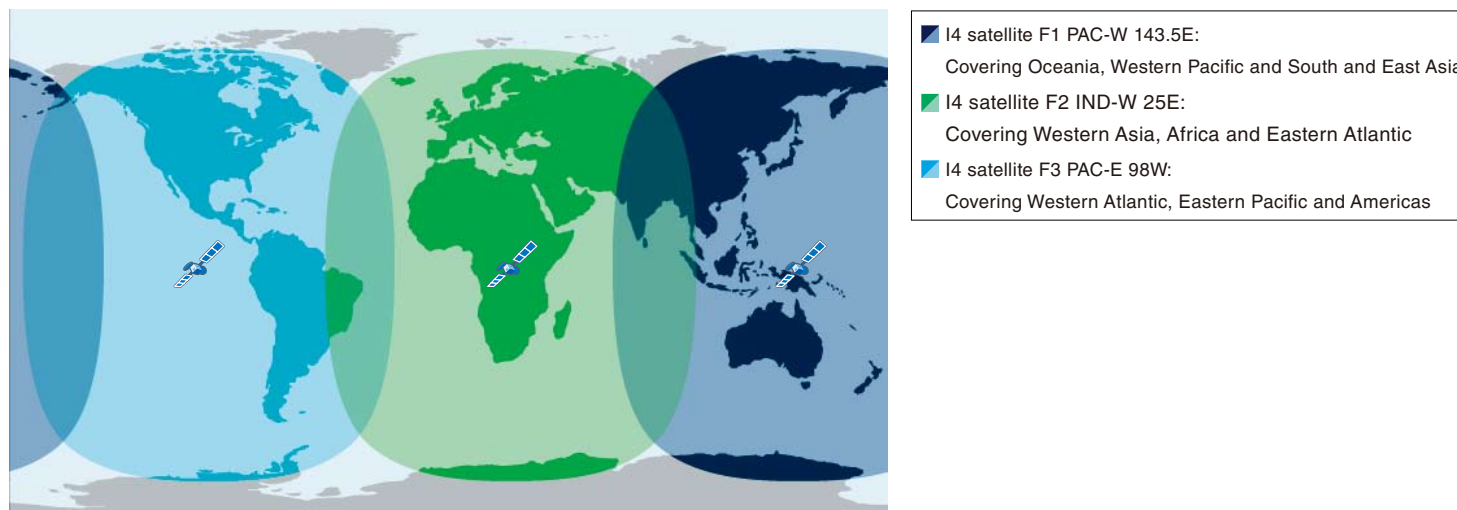 I4 satellite F1 PAC-W 143.5E:
Covering Oceania, Western Pacific and South and East Asia
I4 satellite F2 IND-W 25E:
Covering Western Asia, Africa and Eastern Atlantic
I4 satellite F3 PAC-E 98W:
Covering Western Atlantic, Eastern Pacific and Americas